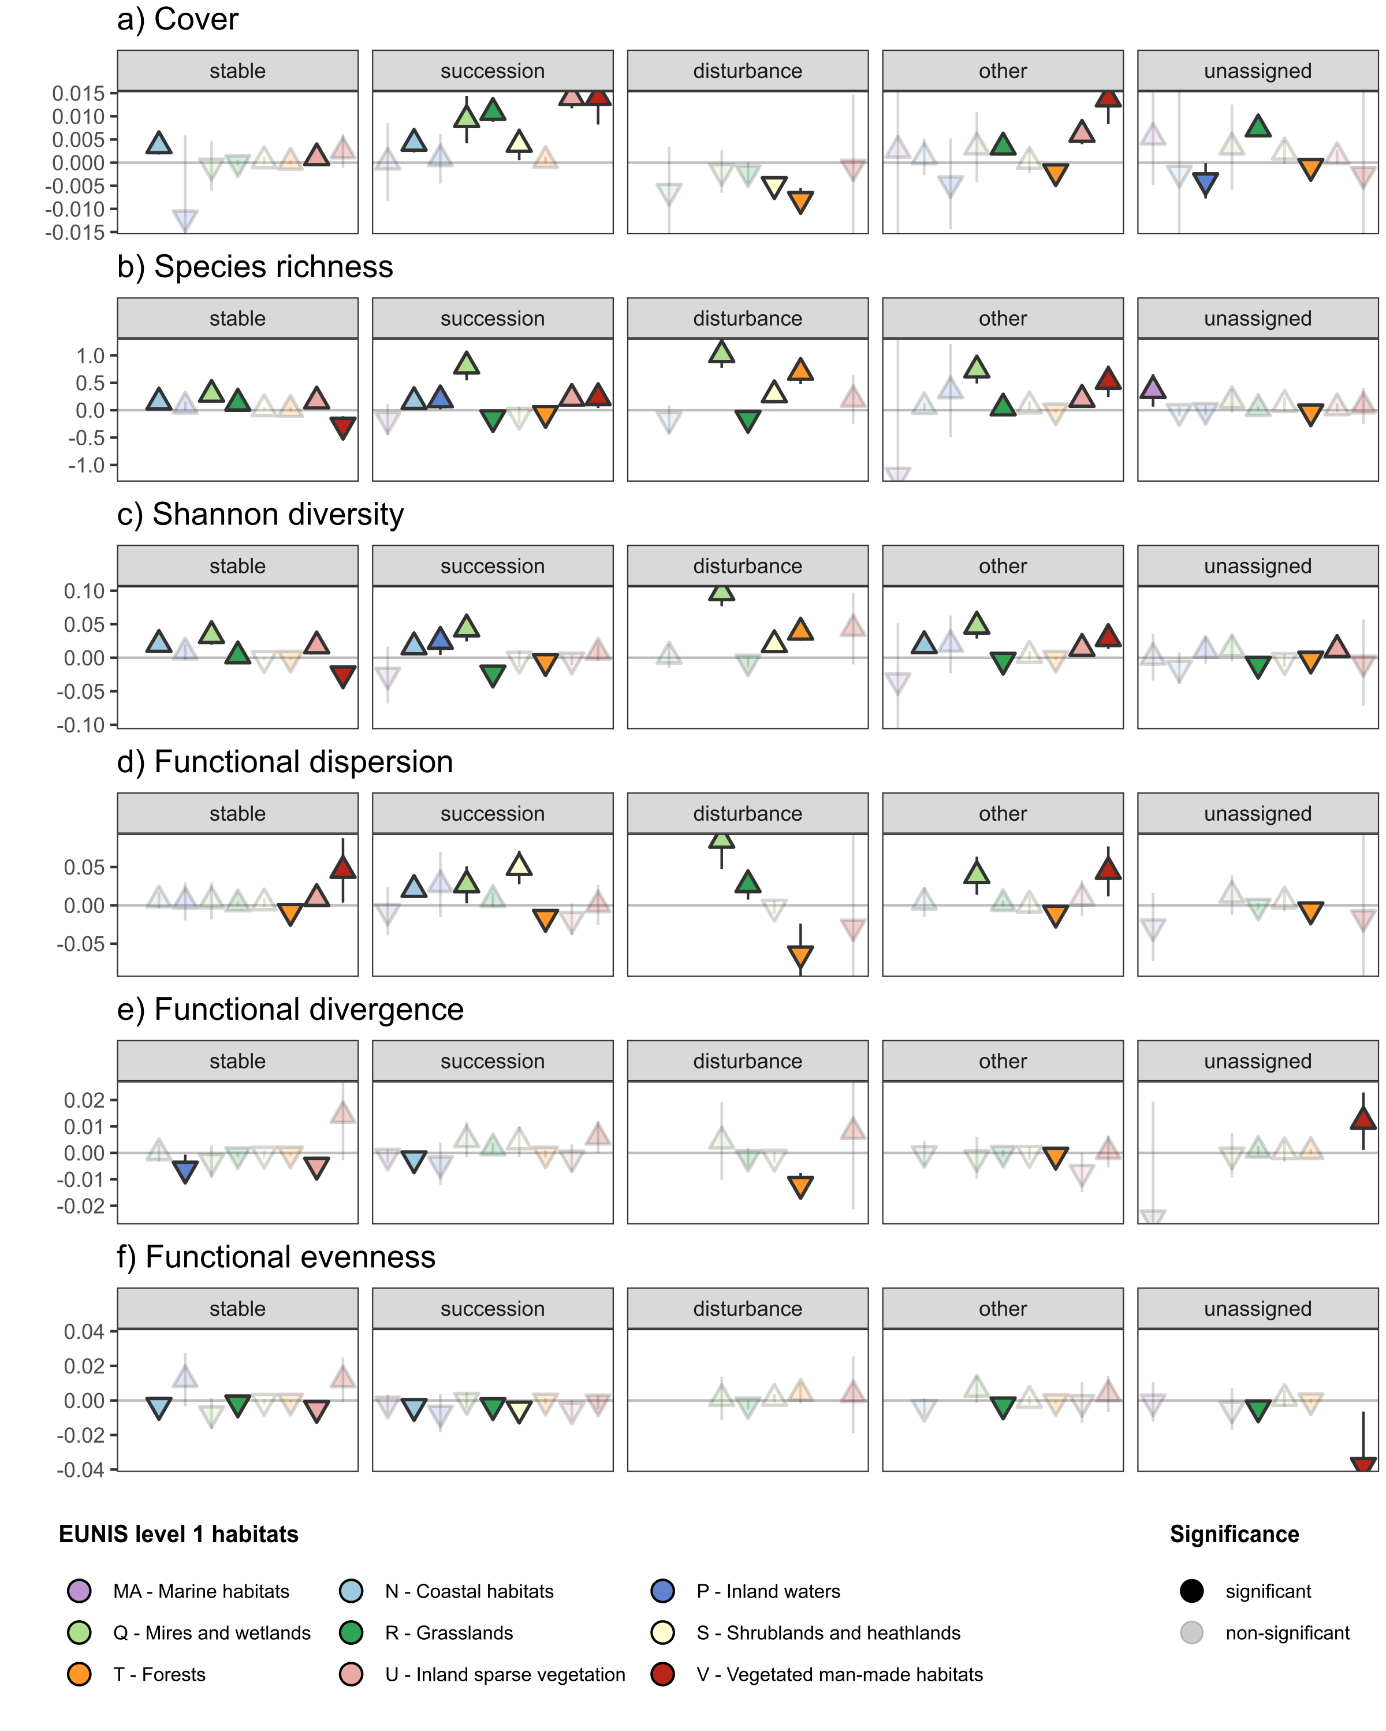 a) Cover
stable succession disturbance other unassigned
0.015
0.010
0.005
0.000
-0.005
-0.010
-0.015
b) Species richness
stable succession disturbance other unassigned
1.0
0.5
0.0
-0.5
-1.0
c) Shannon diversity
stable succession disturbance other unassigned
0.10
0.05
0.00
-0.05
-0.10
d) Functional dispersion
stable succession disturbance other unassigned
0.05
0.00
-0.05
e) Functional divergence
stable succession disturbance other unassigned
0.02
0.01
0.00
-0.01
-0.02
f) Functional evenness
stable succession disturbance other unassigned
0.04
0.02
0.00
-0.02
-0.04
EUNIS level 1 habitats Significance
MA - Marine habitats N - Coastal habitats P - Inland waters significant
Q - Mires and wetlands R - Grasslands S - Shrublands and heathlands non-significant
T - Forests U - Inland sparse vegetation V - Vegetated man-made habitats